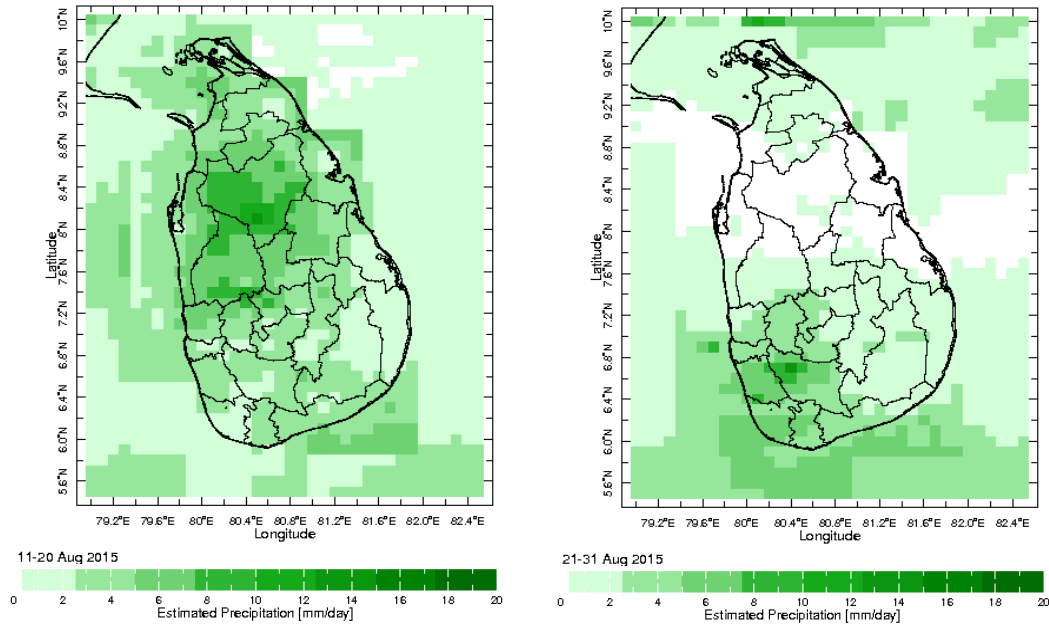 10°N
9.6°N
9.2°N
8.8°N
8.4°N
8°N
7.6°N
7.2°N
6.8°N
6.4°N
6.0°N
5.6°N
Latitude
79.2°E 79.6°E 80°E 80.4°E 80.8°E 81.2°E 81.6°E 82.0°E 82.4°E
Longitude
11-20 Aug 2015
0 2 4 6 8 10 12 14 16 18 20
Estimated Precipitation [mm/day]
10°N
9.6°N
9.2°N
8.8°N
8.4°N
8°N
7.6°N
7.2°N
6.8°N
6.4°N
6.0°N
5.6°N
Latitude
79.2°E 79.6°E 80°E 80.4°E 80.8°E 81.2°E 81.6°E 82.0°E 82.4°E
Longitude
21-31 Aug 2015
0 2 4 6 8 10 12 14 16 18 20
Estimated Precipitation [mm/day]